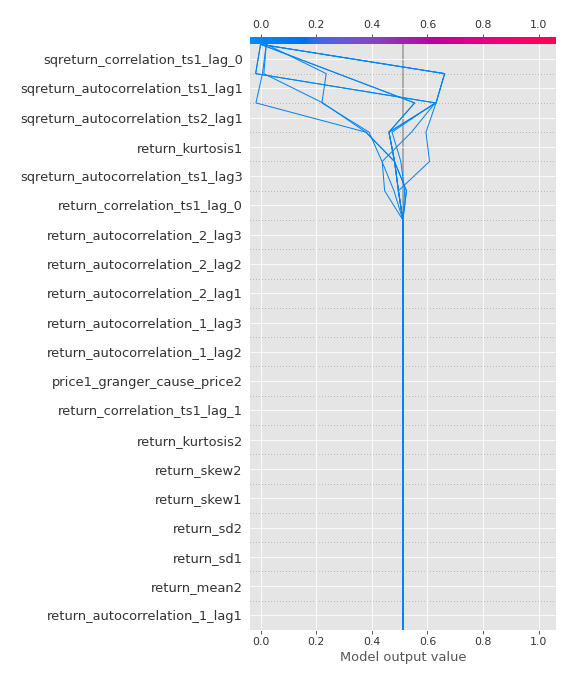 0.0 0.2 0.4 0.6 0.8 1.0
sqreturn_correlation_ts1_lag_0
sqreturn_autocorrelation_ts1_lag1
sqreturn_autocorrelation_ts2_lag1
return_kurtosis1
sqreturn_autocorrelation_ts1_lag3
return_correlation_ts1_lag_0
return_autocorrelation_2_lag3
return_autocorrelation_2_lag2
return_autocorrelation_2_lag1
return_autocorrelation_1_lag3
return_autocorrelation_1_lag2
price1_granger_cause_price2
return_correlation_ts1_lag_1
return_kurtosis2
return_skew2
return_skew1
return_sd2
return_sd1
return_mean2
return_autocorrelation_1_lag1
0.0 0.2 0.4 0.6 0.8 1.0
Model output value